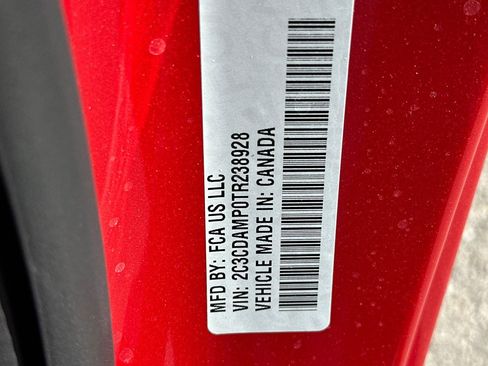 MFD BY: FCA US LLC
VIN: 2C3CDAMP0TR238928
VEHICLE MADE IN: CANADA